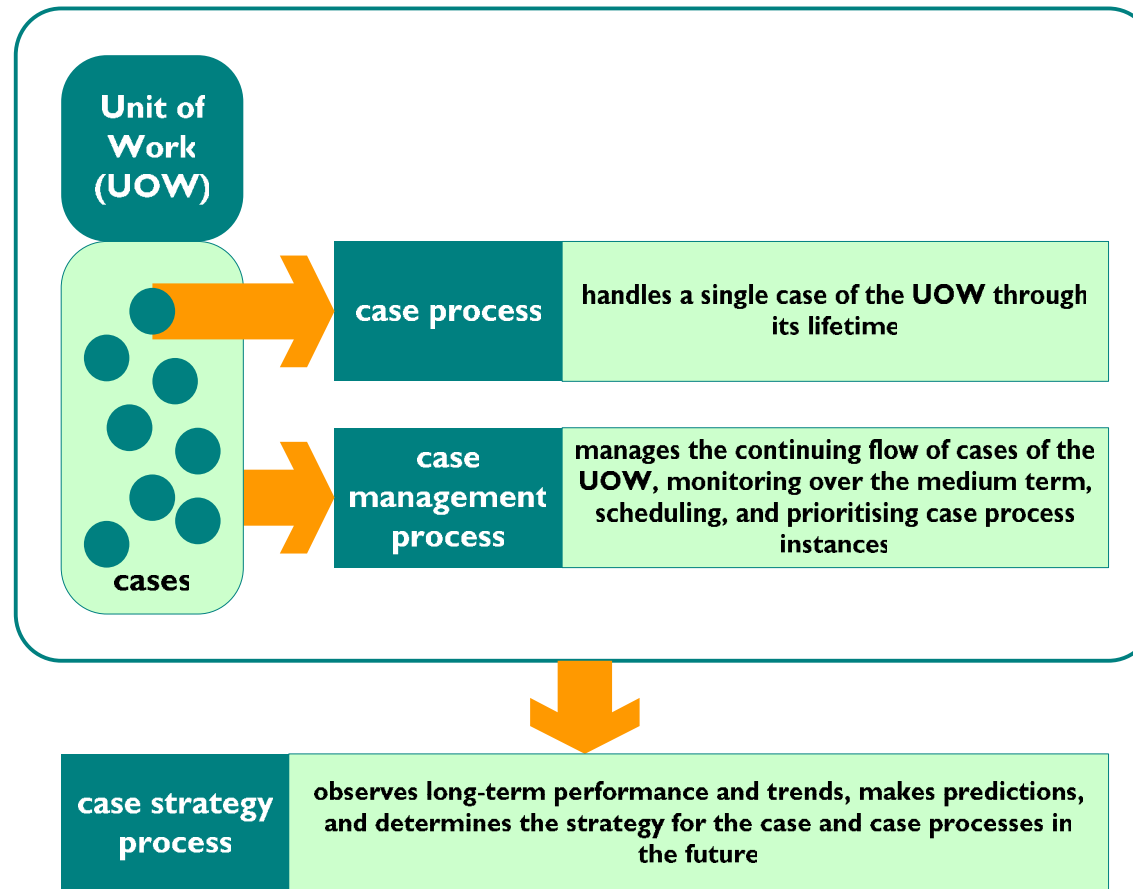 Unit of
Work
(UOW)
case process
handles a single case of the UOW through
its lifetime
case
management
process
manages the continuing flow of cases of the
UOW, monitoring over the medium term,
scheduling, and prioritising case process
instances
cases
case strategy
process
observes long-term performance and trends, makes predictions,
and determines the strategy for the case and case processes in
the future